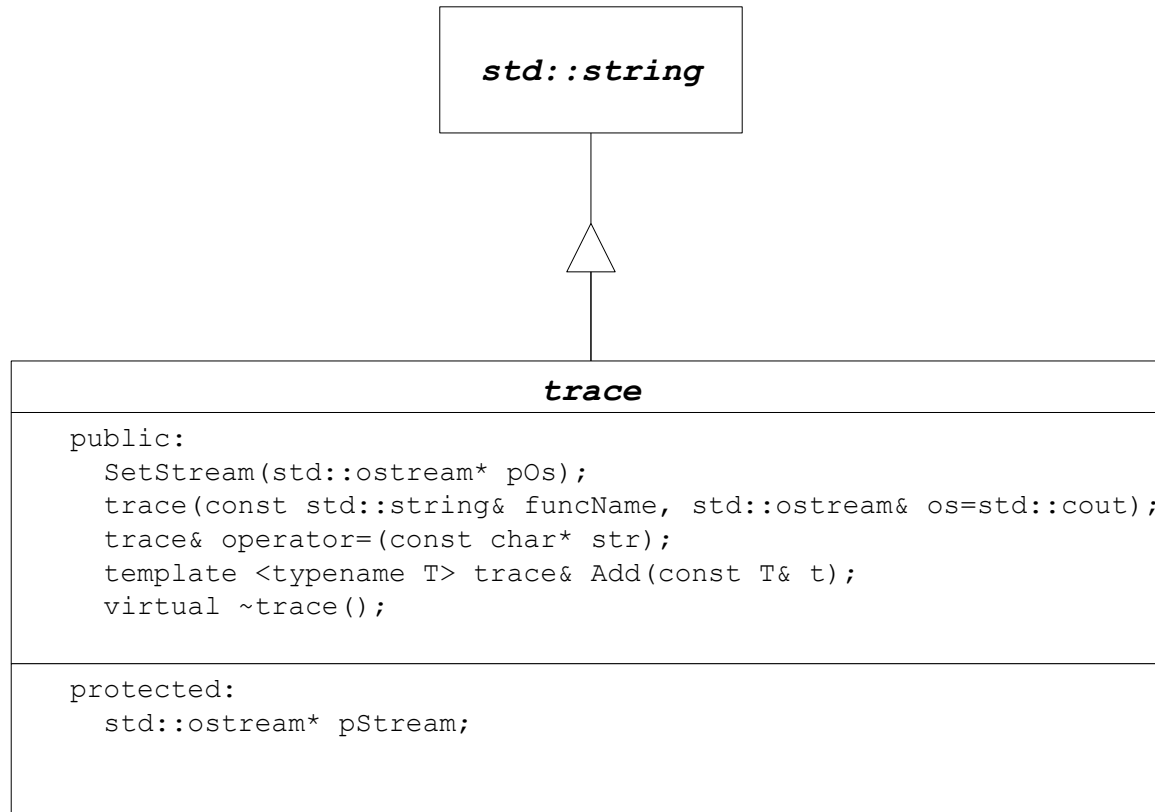 std::string
trace
public:
SetStream(std::ostream* pOs);
trace(const std::string& funcName, std::ostream& os=std::cout);
trace& operator=(const char* str);
template <typename T> trace& Add(const T& t);
virtual ~trace();
protected:
std::ostream* pStream;